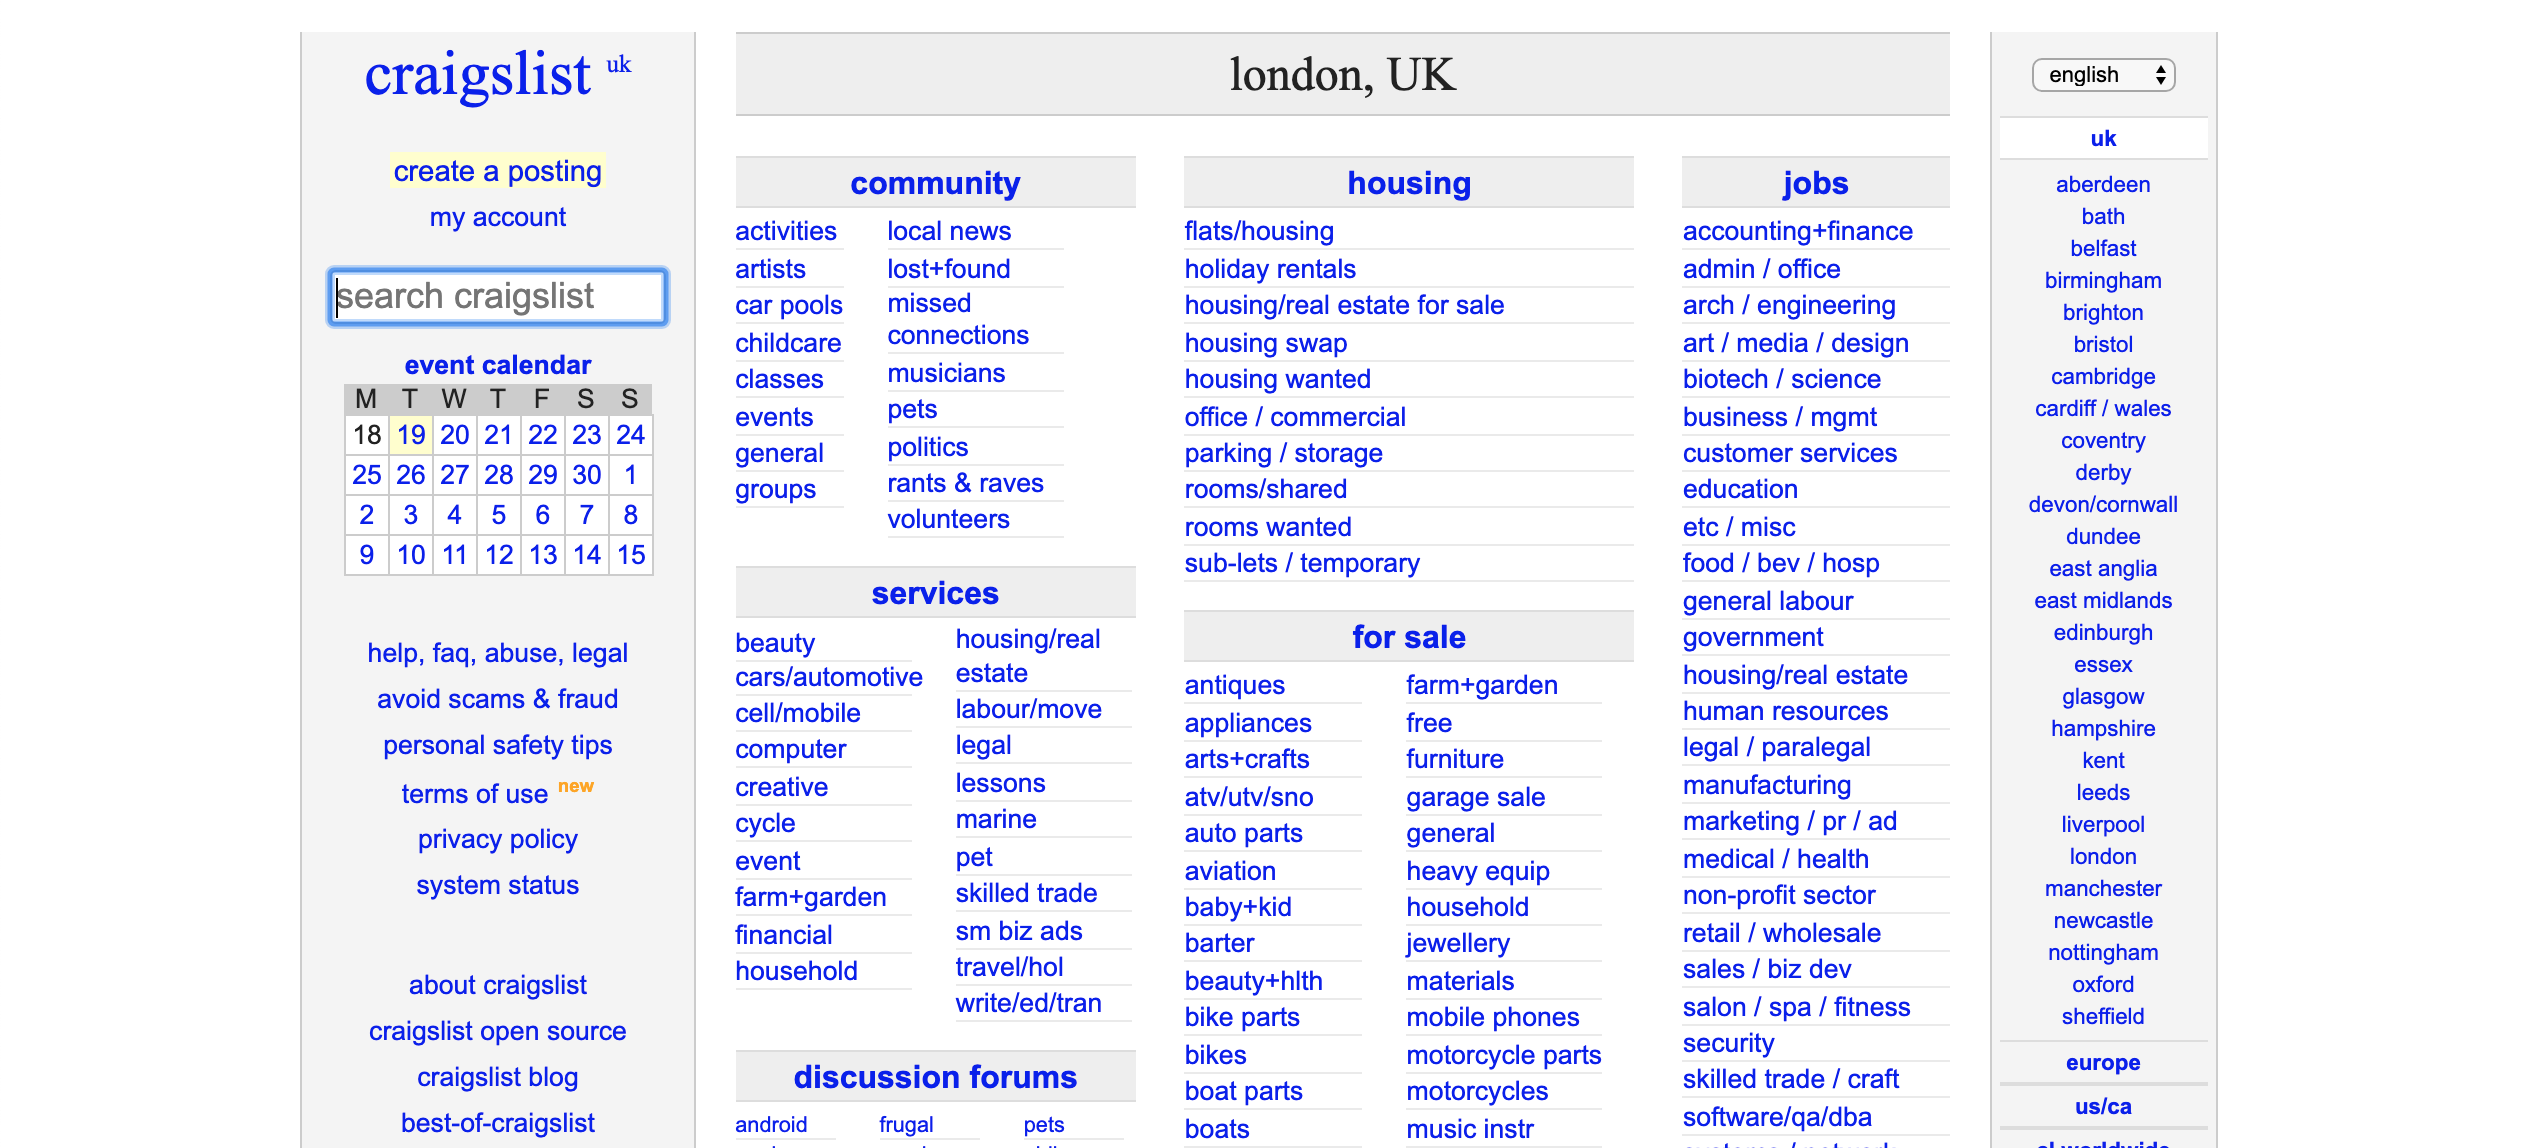 craigslist uk
create a posting
my account
search craigslist
event calendar
M T W T F S S
18 19 20 21 22 23 24
25 26 27 28 29 30 1
2 3 4 5 6 7 8
9 10 11 12 13 14 15
help, faq, abuse, legal
avoid scams & fraud
personal safety tips
terms of use new
privacy policy
system status
about craigslist
craigslist open source
craigslist blog
best-of-craigslist
london, UK
community
activities
artists
car pools
childcare
classes
events
general
groups
local news
lost+found
missed
connections
musicians
pets
politics
rants & raves
volunteers
services
beauty
cars/automotive
cell/mobile
computer
creative
cycle
event
farm+garden
financial
household
housing/real
estate
labour/move
legal
lessons
marine
pet
skilled trade
sm biz ads
travel/hol
write/ed/tran
discussion forums
android
frugal
pets
housing
flats/housing
holiday rentals
housing/real estate for sale
housing swap
housing wanted
office / commercial
parking / storage
rooms/shared
rooms wanted
sub-lets / temporary
for sale
antiques
appliances
arts+crafts
atv/utv/sno
auto parts
aviation
baby+kid
barter
beauty+hlth
bike parts
bikes
boat parts
boats
farm+garden
free
furniture
garage sale
general
heavy equip
household
jewellery
materials
mobile phones
motorcycle parts
motorcycles
music instr
jobs
accounting+finance
admin / office
arch / engineering
art / media / design
biotech / science
business / mgmt
customer services
education
etc / misc
food / bev / hosp
general labour
government
housing/real estate
human resources
legal / paralegal
manufacturing
marketing / pr / ad
medical / health
non-profit sector
retail / wholesale
sales / biz dev
salon / spa / fitness
security
skilled trade / craft
software/qa/dba
english
uk
aberdeen
bath
belfast
birmingham
brighton
bristol
cambridge
cardiff / wales
coventry
derby
devon/cornwall
dundee
east anglia
east midlands
edinburgh
essex
glasgow
hampshire
kent
leeds
liverpool
london
manchester
newcastle
nottingham
oxford
sheffield
europe
us/ca